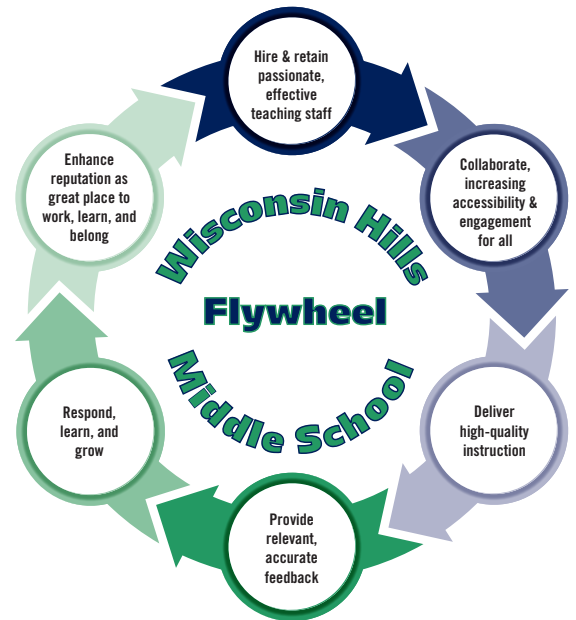 Hire & retain
passionate,
effective
teaching staff
Collaborate,
increasing
accessibility &
engagement
for all
Deliver
high-quality
instruction
Provide
relevant,
accurate
feedback
Respond,
learn, and
grow
Enhance
reputation as
great place to
work, learn, and
belong
Wisconsin Hills
Flywheel
Middle School